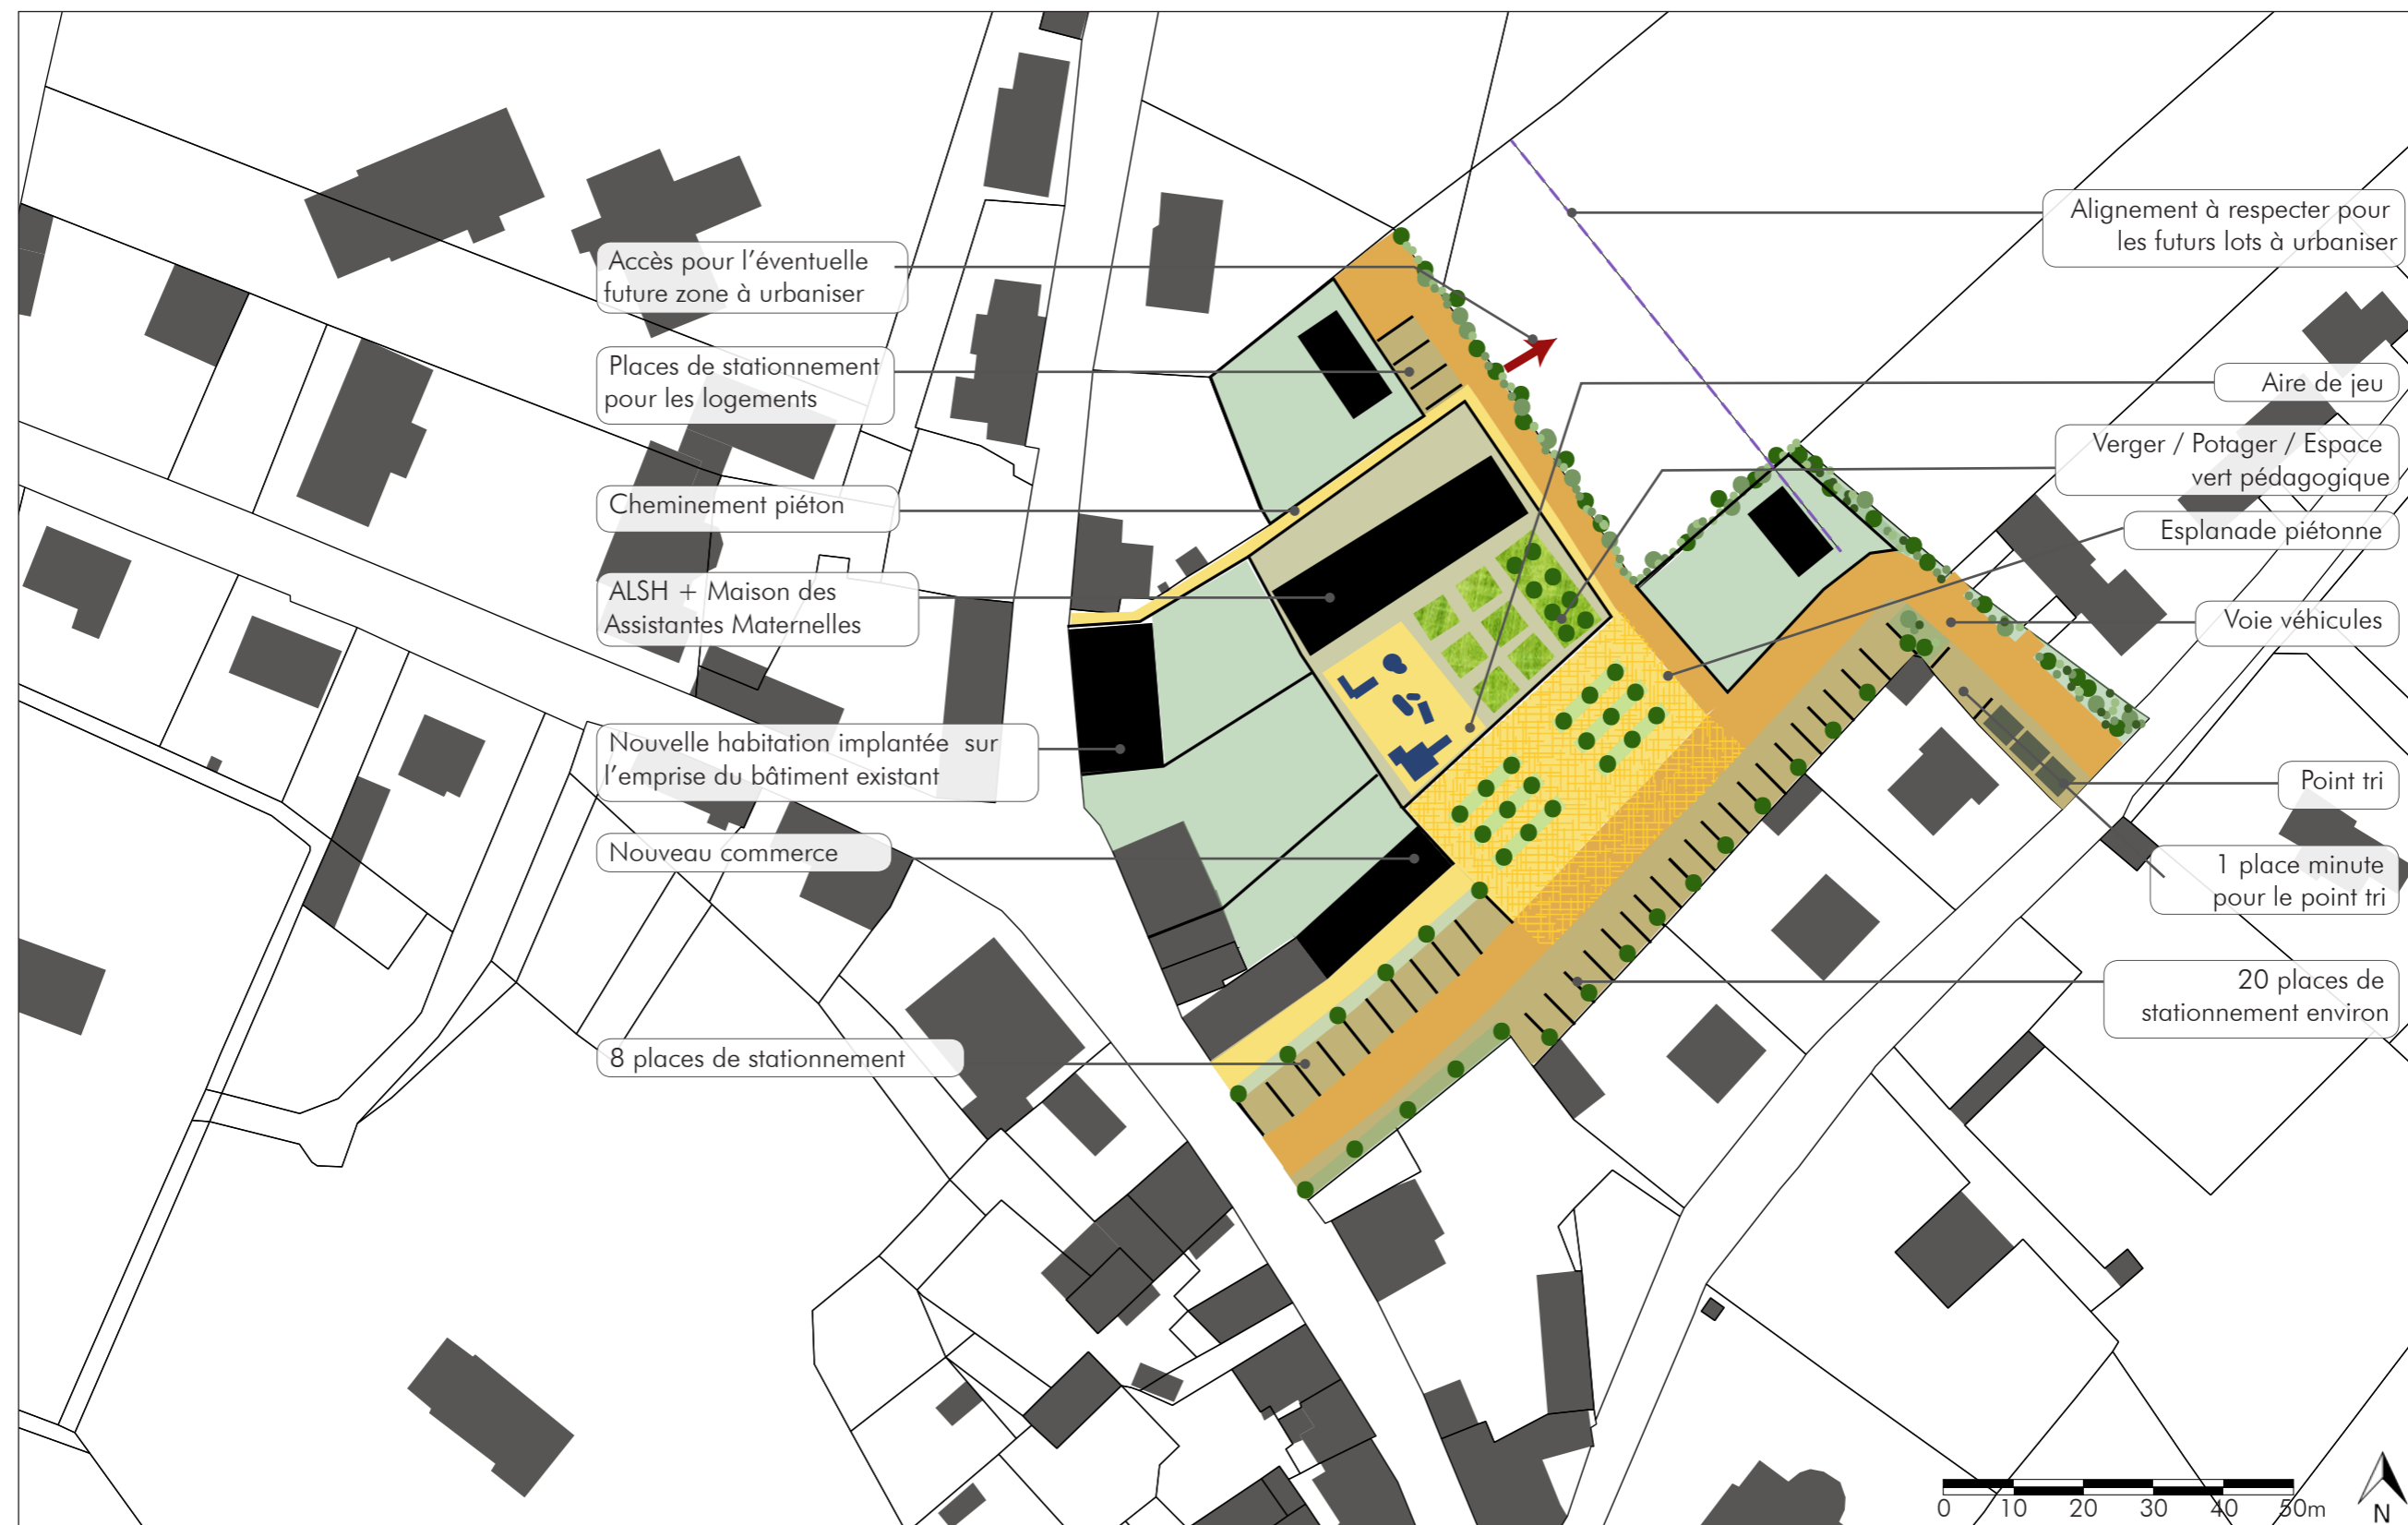 Accès pour l'éventuelle
future zone à urbaniser
Places de stationnement
pour les logements
Cheminement piéton
ALSH + Maison des
Assistantes Maternelles
Nouvelle habitation implantée sur
l'emprise du bâtiment existant
Nouveau commerce
8 places de stationnement
Alignement à respecter pour
les futurs lots à urbaniser
Aire de jeu
Verger / Potager / Espace
vert pédagogique
Esplanade piétonne
Voie véhicules
Point tri
1 place minute
pour le point tri
20 places de
stationnement environ
0 10 20 30 40 50m
N